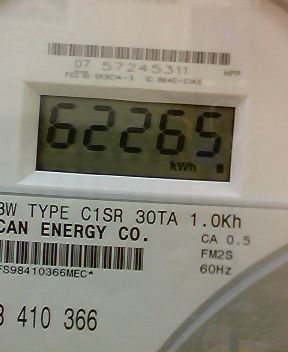 07 57245311
HPP
62265
kWh
3W TYPE C1SR 30TA 1.0Kh
CAN ENERGY CO.
CA 0.5
FM2S
60Hz
FS98410366MEC*
410 366